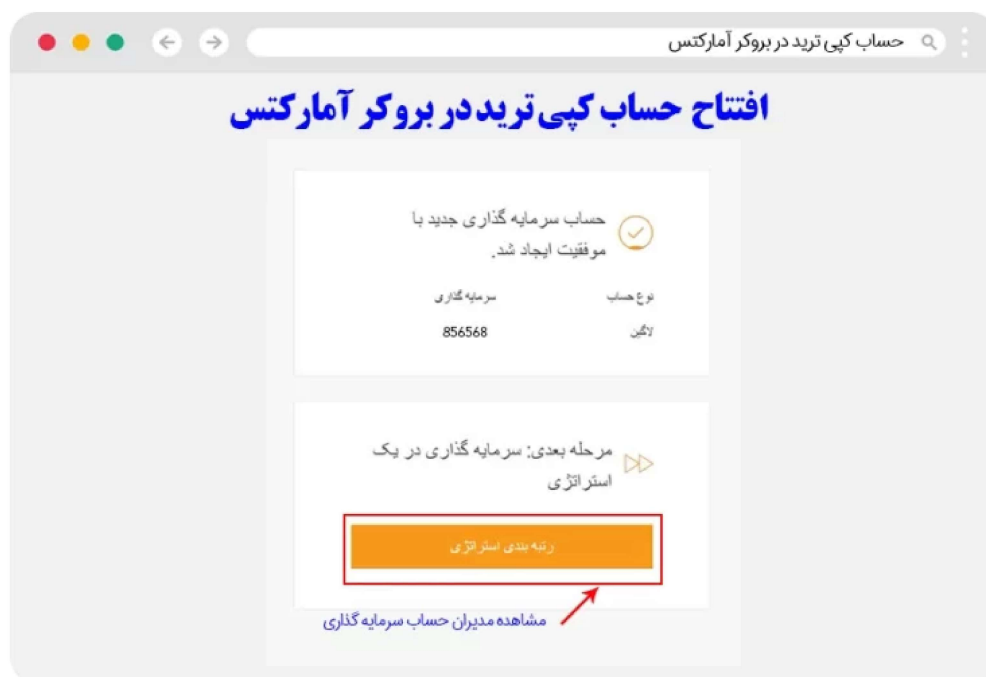 حساب کپی ترید در بروکر آمارکتس
افتتاح حساب کپی‌ترید در بروکر آمارکتس
حساب سرمایه گذاری جدید با
موفقیت ایجاد شد.
نوع حساب سرمایه گذاری
لاگین 856568
مرحله بعدی: سرمایه گذاری در یک
استراتژی
رتبه بندی استراتژی
مشاهده مدیران حساب سرمایه گذاری